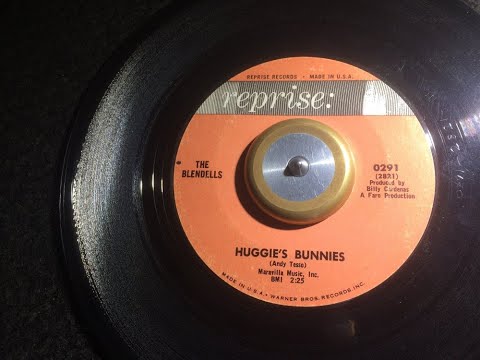 REPRISE RECORDS • MADE IN U.S.A.
reprise:
THE
BLENDELLS
0291
(2821)
Produced by
Billy Cardenas
A Faro Production
HUGGIE'S BUNNIES
(Andy Tesso)
Maravilla Music, Inc.
BMI 2:25
MADE IN U.S.A. • WARNER BROS. RECORDS, INC.